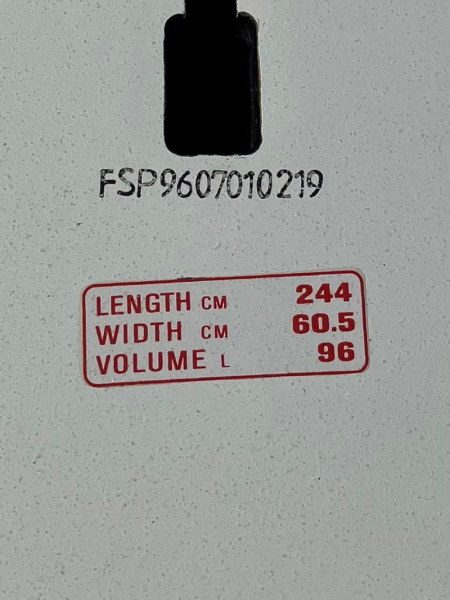 FSP9607010219
LENGTH CM 244
WIDTH CM 60.5
VOLUME L 96